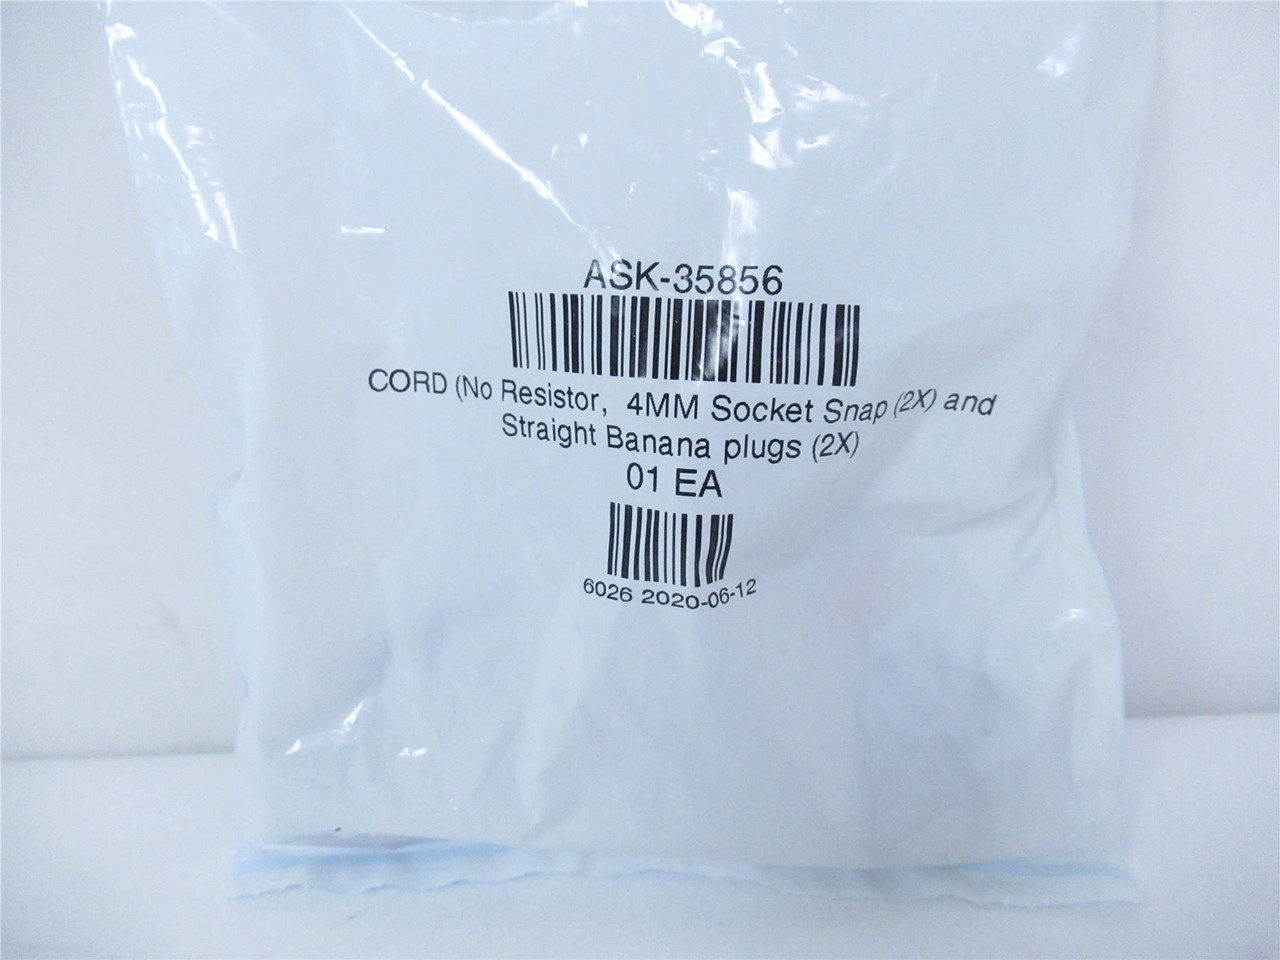 ASK-35856
CORD (No Resistor, 4MM Socket Snap (2X) and
Straight Banana plugs (2X)
01 EA
6026 2020-06-12